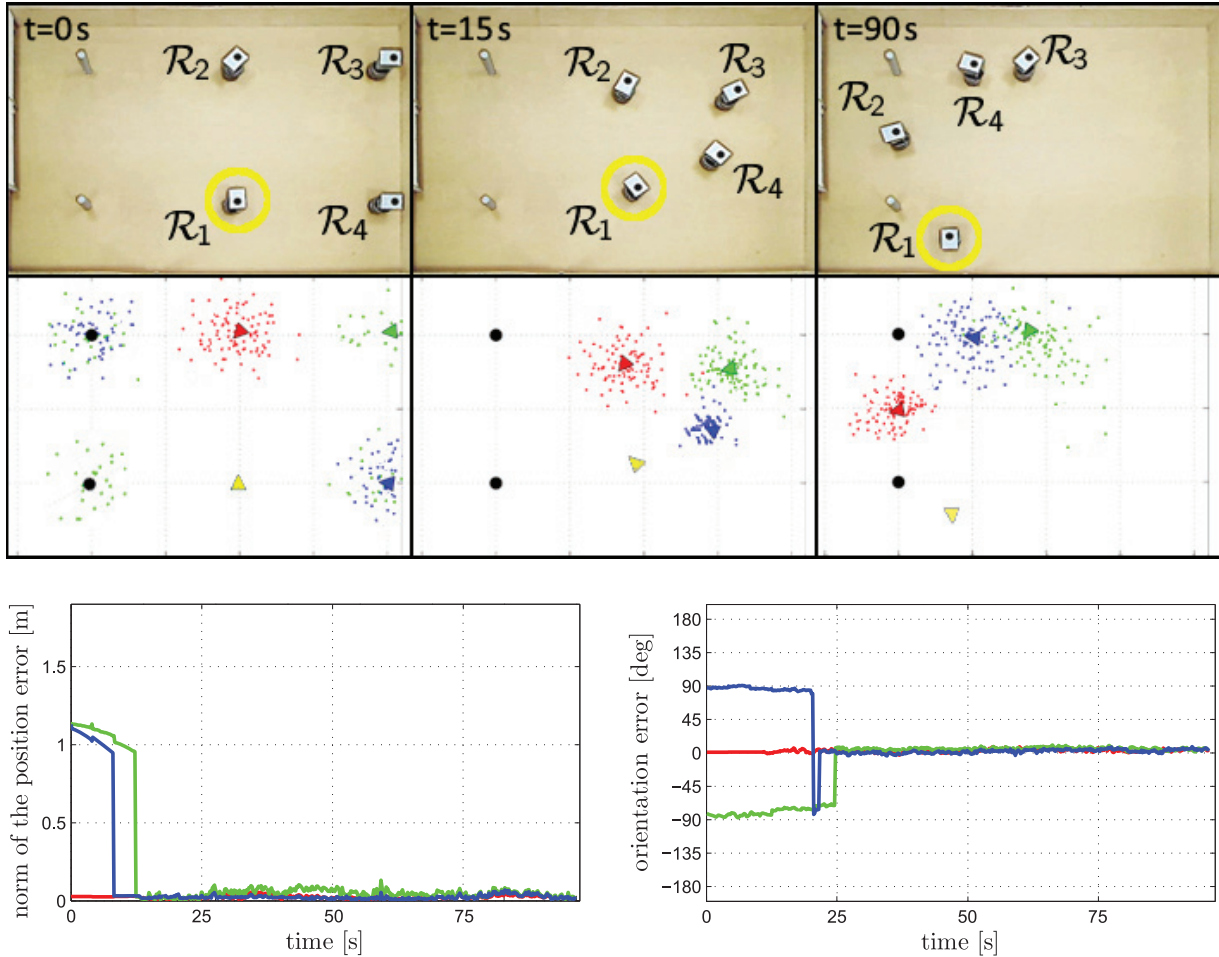 t=0s
R2
R3
R1
R4
t=15s
R2
R3
R4
R1
t=90s
R3
R2
R4
R1
norm of the position error [m]
1.5
1
0.5
0
0
25
50
75
time [s]
orientation error [deg]
180
135
90
45
0
−45
−90
−135
−180
0
25
50
75
time [s]